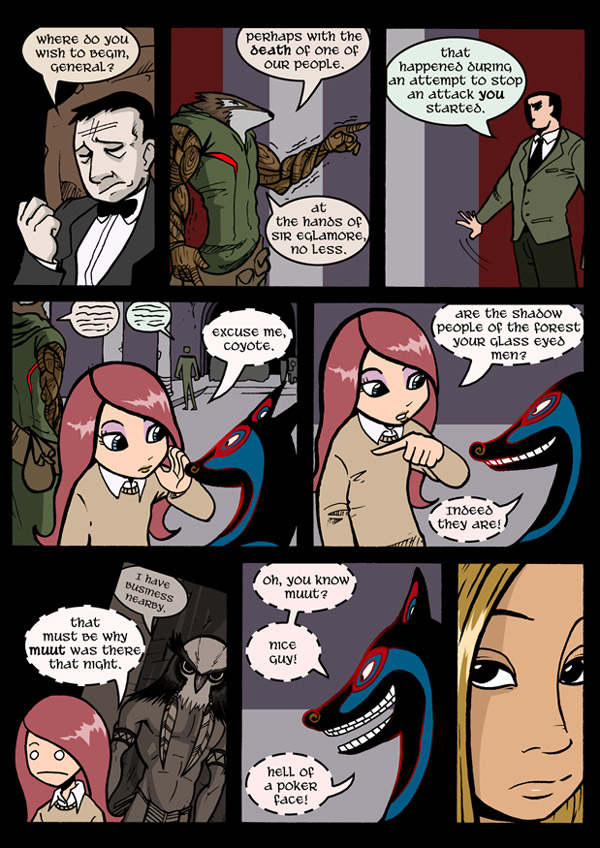 where do you
wish to begin,
general?
perhaps with the
death of one of
our people.
at
the hands of
sir eglamore,
no less.
that
happened during
an attempt to stop
an attack you
started.
excuse me,
coyote.
are the shadow
people of the forest
your glass eyed
men?
indeed
they are!
i have
business
nearby.
that
must be why
muut was there
that night.
oh, you know
muut?
nice
guy!
hell of
a poker
face!